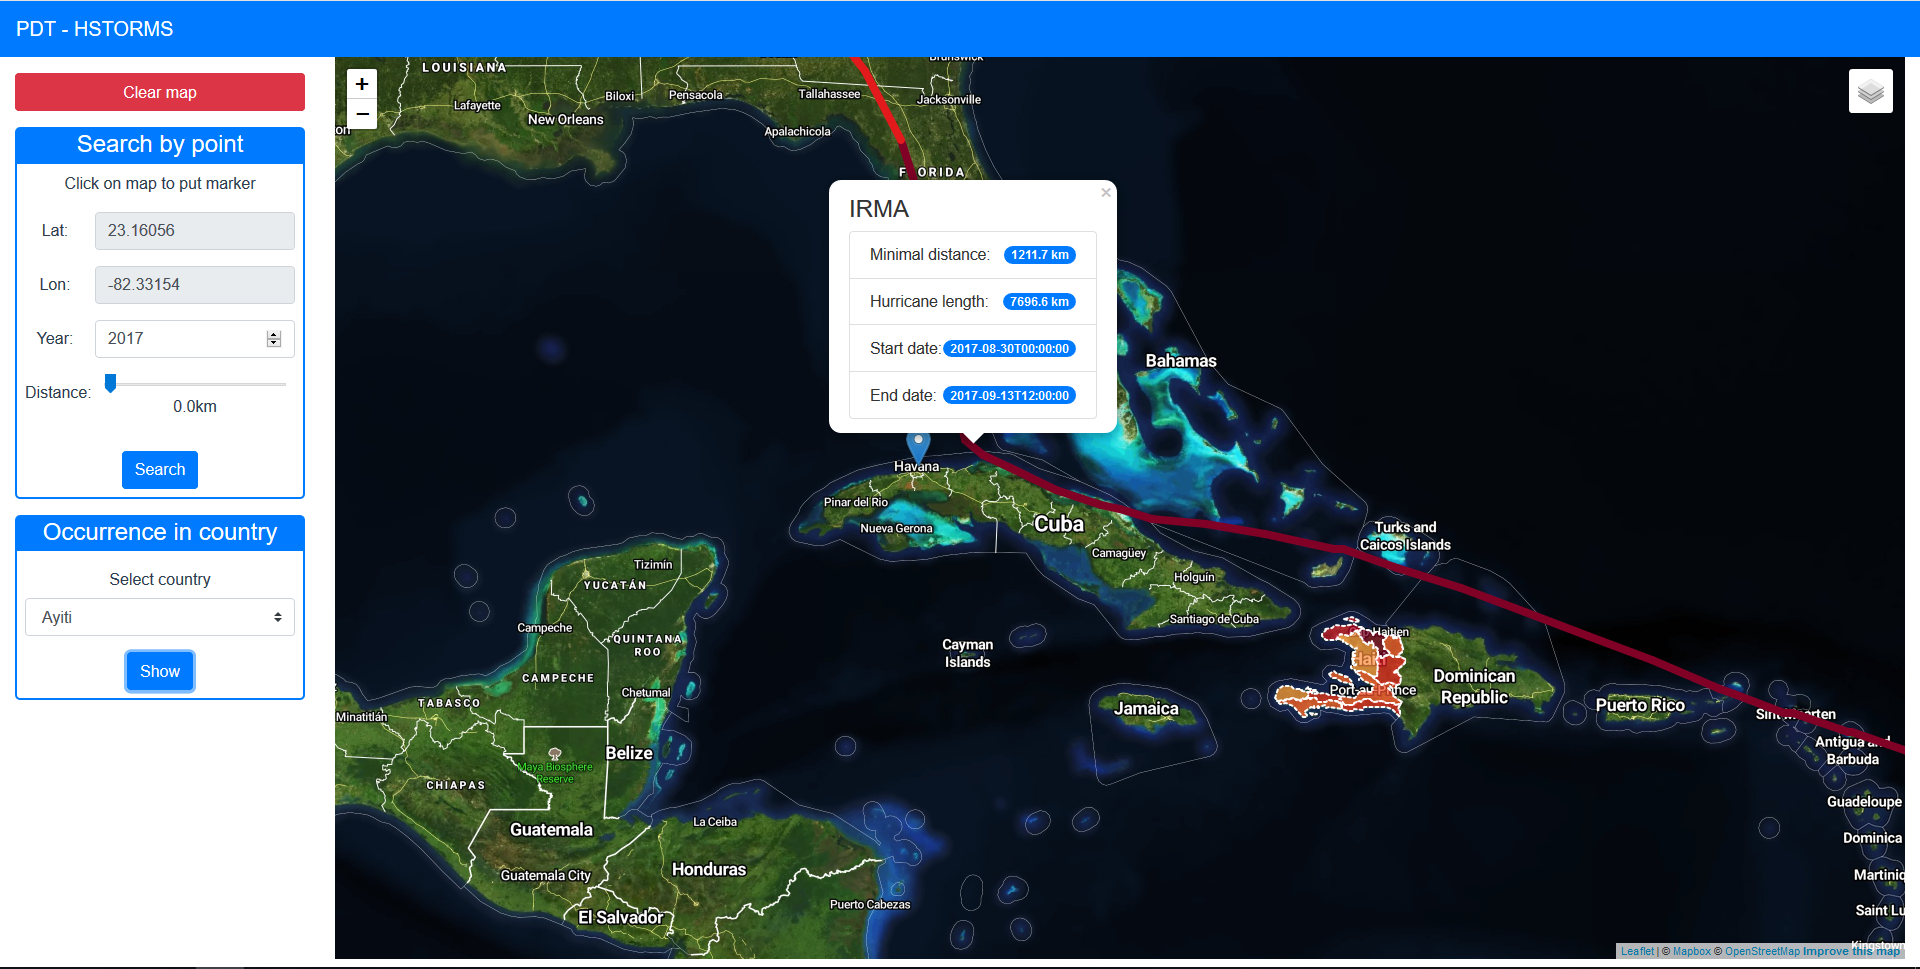 PDT - HSTORMS
Clear map
Search by point
Click on map to put marker
Lat: 23.16056
Lon: -82.33154
Year: 2017
Distance:
0.0km
Search
Occurrence in country
Select country
Ayiti
Show
+
−
LOUISIANA
Lafayette
New Orleans
Biloxi
Pensacola
Tallahassee
Apalachicola
Brunswick
Jacksonville
FLORIDA
IRMA
×
Minimal distance: 1211.7 km
Hurricane length: 7696.6 km
Start date: 2017-08-30T00:00:00
End date: 2017-09-13T12:00:00
Bahamas
Havana
Pinar del Rio
Nueva Gerona
Cuba
Camagüey
Holguín
Santiago de Cuba
Turks and
Caicos Islands
Cayman
Islands
Haiti
Port-au-Prince
Dominican
Republic
Jamaica
Puerto Rico
Sint Maarten
Antigua and
Barbuda
Guadeloupe
Dominica
Martiniq
Saint Lu
Kingstown
Tizimín
YUCATÁN
Campeche
QUINTANA
ROO
CAMPECHE
Chetumal
TABASCO
Minatitlán
Belize
Maya Biosphere
Reserve
CHIAPAS
Guatemala
La Ceiba
Honduras
Guatemala City
El Salvador
Puerto Cabezas
Leaflet | © Mapbox © OpenStreetMap Improve this map